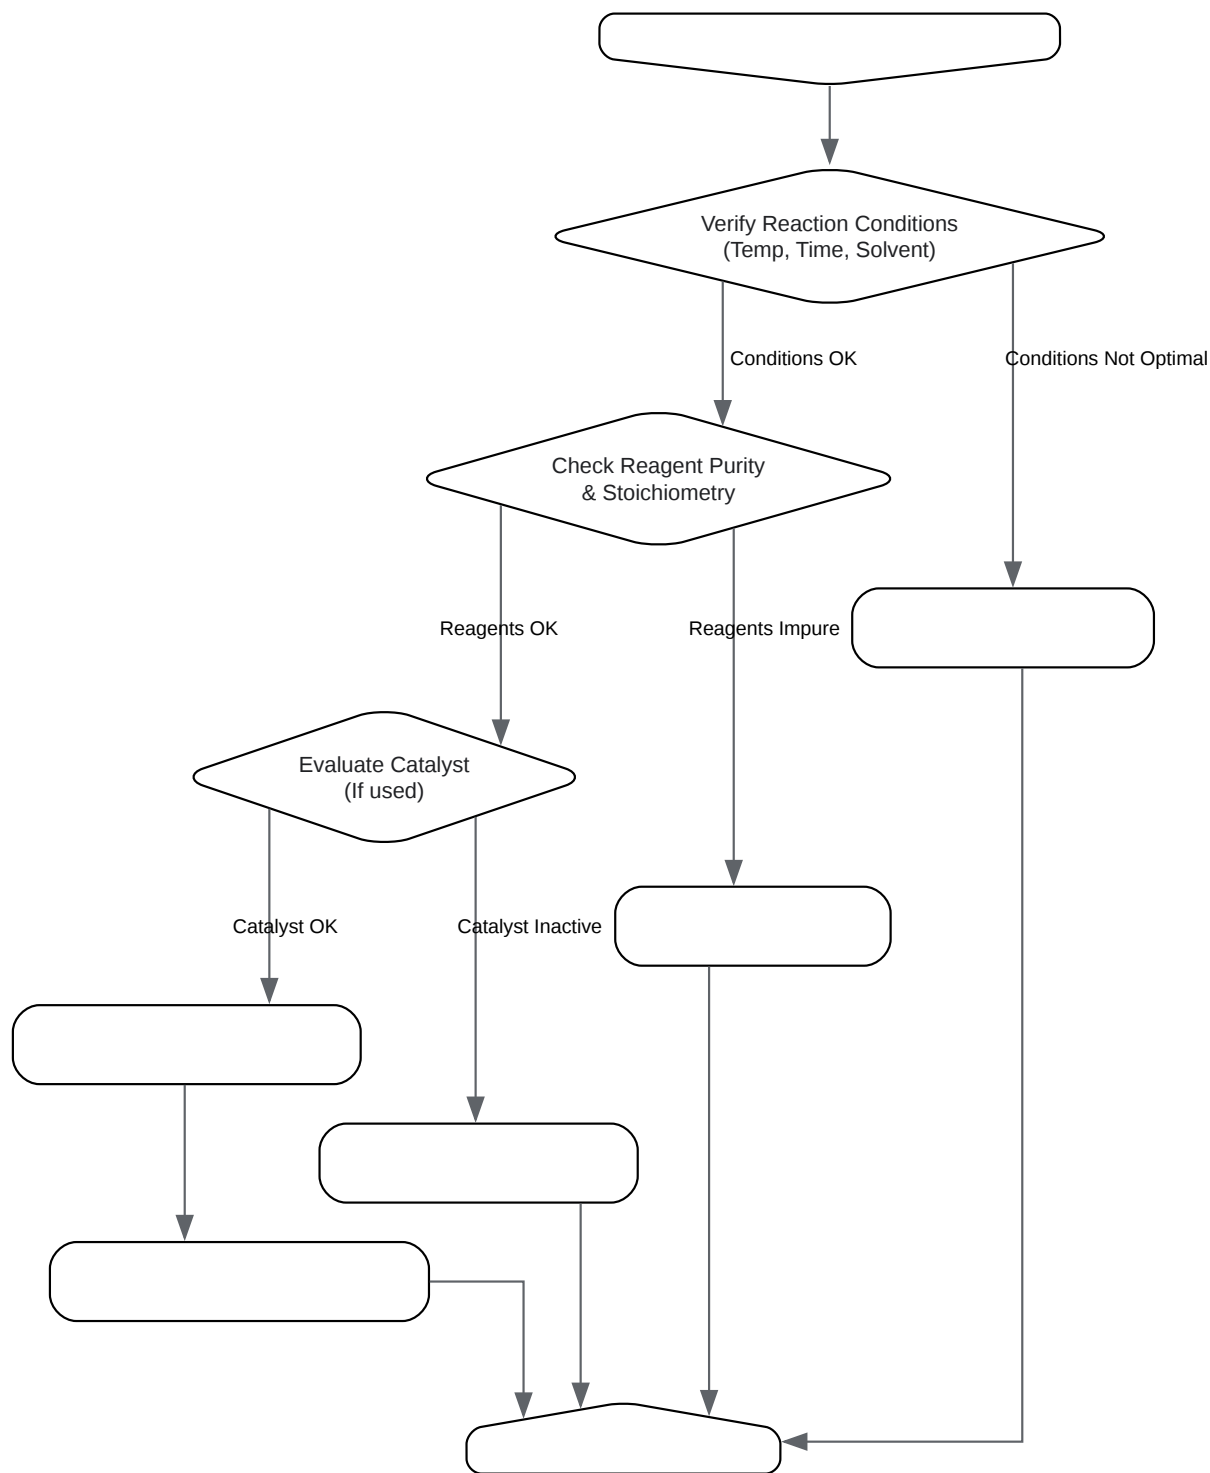 Verify Reaction Conditions
(Temp, Time, Solvent)
Conditions OK
Conditions Not Optimal
Check Reagent Purity
& Stoichiometry
Reagents OK
Reagents Impure
Evaluate Catalyst
(If used)
Catalyst OK
Catalyst Inactive